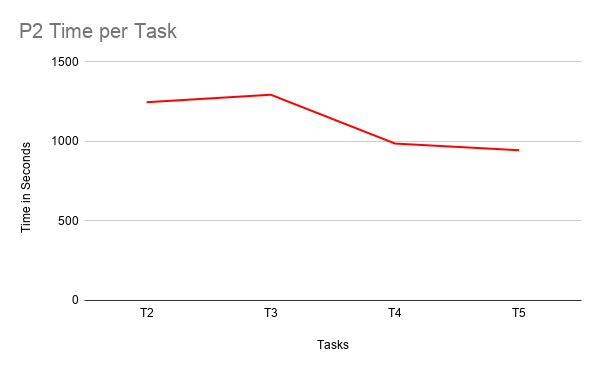 P2 Time per Task
1500
1000
500
0
Time in Seconds
T2 T3 T4 T5
Tasks